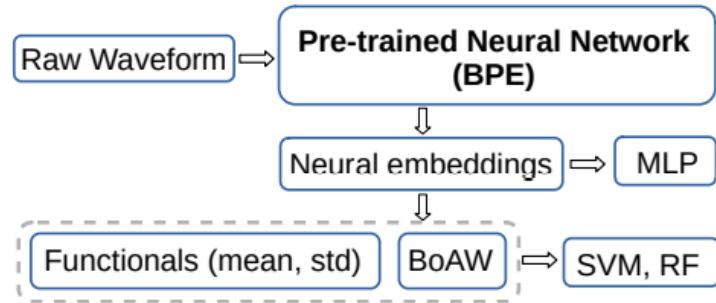 Raw Waveform
Pre-trained Neural Network
(BPE)
Neural embeddings
MLP
Functionals (mean, std)
BoAW
SVM, RF